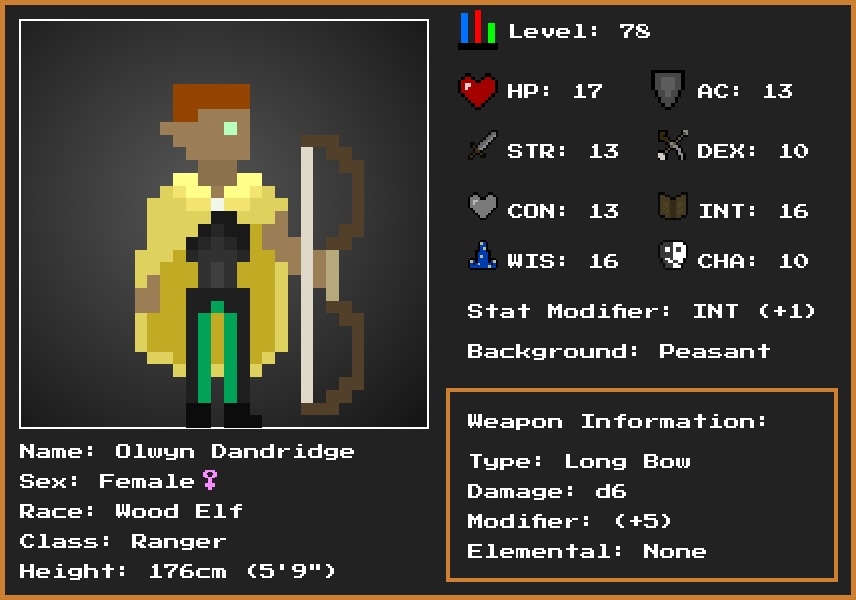 Level: 78
HP: 17 AC: 13
STR: 13 DEX: 10
CON: 13 INT: 16
WIS: 16 CHA: 10
Stat Modifier: INT (+1)
Background: Peasant
Weapon Information:
Type: Long Bow
Damage: d6
Modifier: (+5)
Elemental: None
Name: Olwyn Dandridge
Sex: Female♀
Race: Wood Elf
Class: Ranger
Height: 176cm (5'9")